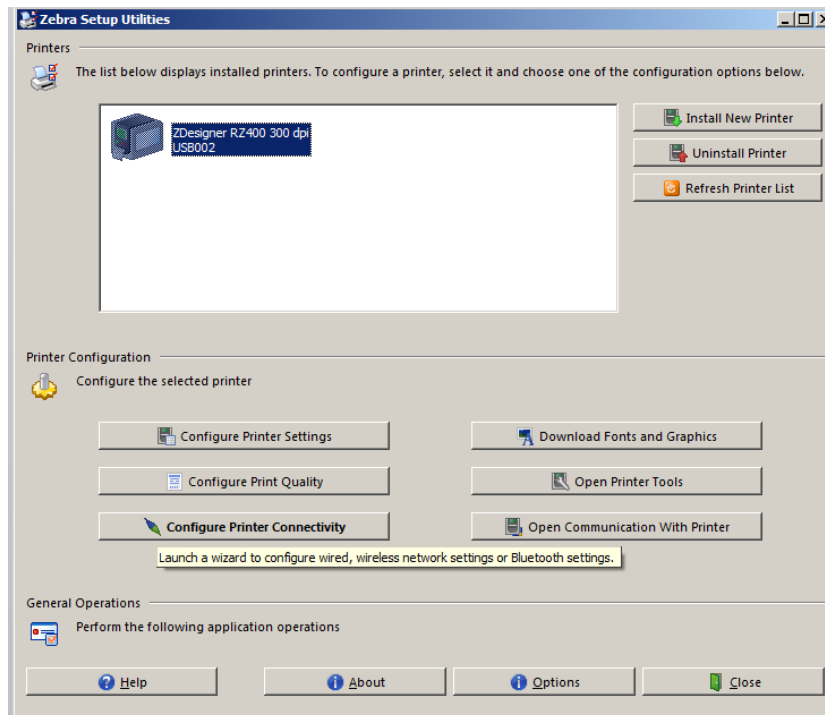 Zebra Setup Utilities
Printers
The list below displays installed printers. To configure a printer, select it and choose one of the configuration options below.
ZDesigner RZ400 300 dpi
USB002
Install New Printer
Uninstall Printer
Refresh Printer List
Printer Configuration
Configure the selected printer
Configure Printer Settings
Download Fonts and Graphics
Configure Print Quality
Open Printer Tools
Configure Printer Connectivity
Open Communication With Printer
Launch a wizard to configure wired, wireless network settings or Bluetooth settings.
General Operations
Perform the following application operations
Help
About
Options
Close